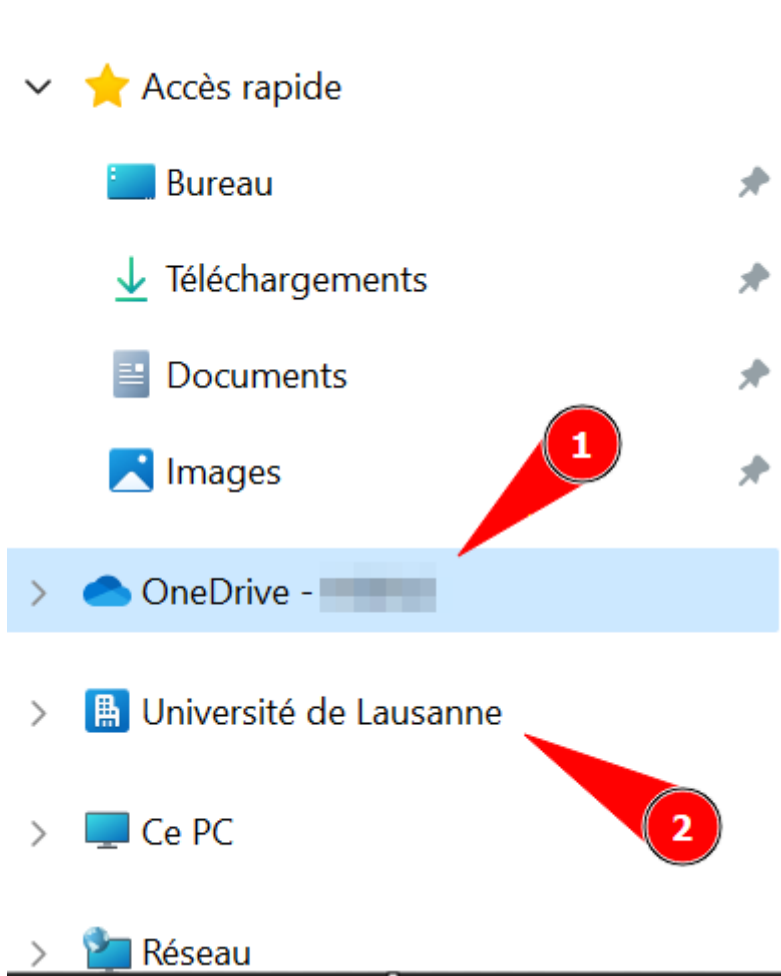 Accès rapide
Bureau
Téléchargements
Documents
1
Images
OneDrive -
Université de Lausanne
2
Ce PC
Réseau